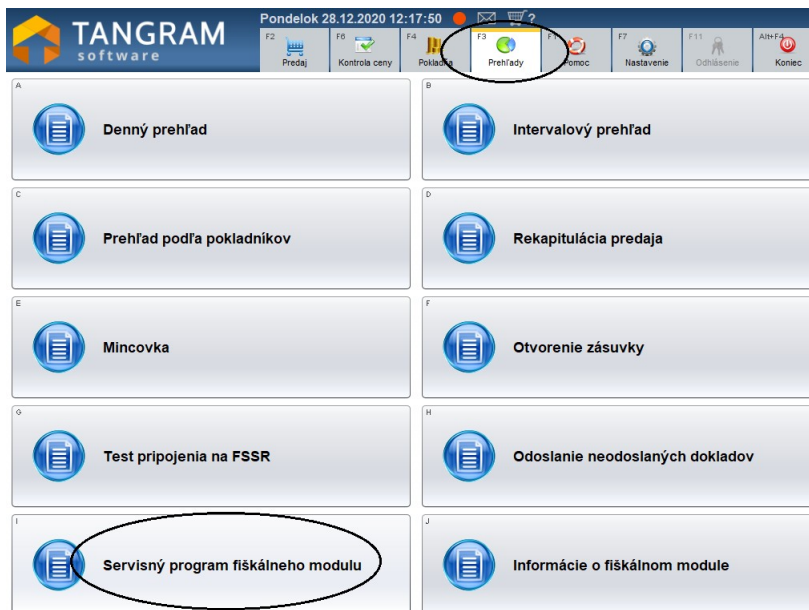 TANGRAM
software
Pondelok 28.12.2020 12:17:50
?
F2
Predaj
F6
Kontrola ceny
F4
Pokladňa
F3
Prehľady
F1
Pomoc
F7
Nastavenie
F11
Odhlásenie
Alt+F4
Koniec
A
Denný prehľad
B
Intervalový prehľad
C
Prehľad podľa pokladníkov
D
Rekapitulácia predaja
E
Mincovka
F
Otvorenie zásuvky
G
Test pripojenia na FSSR
H
Odoslanie neodoslaných dokladov
I
Servisný program fiškálneho modulu
J
Informácie o fiškálnom module